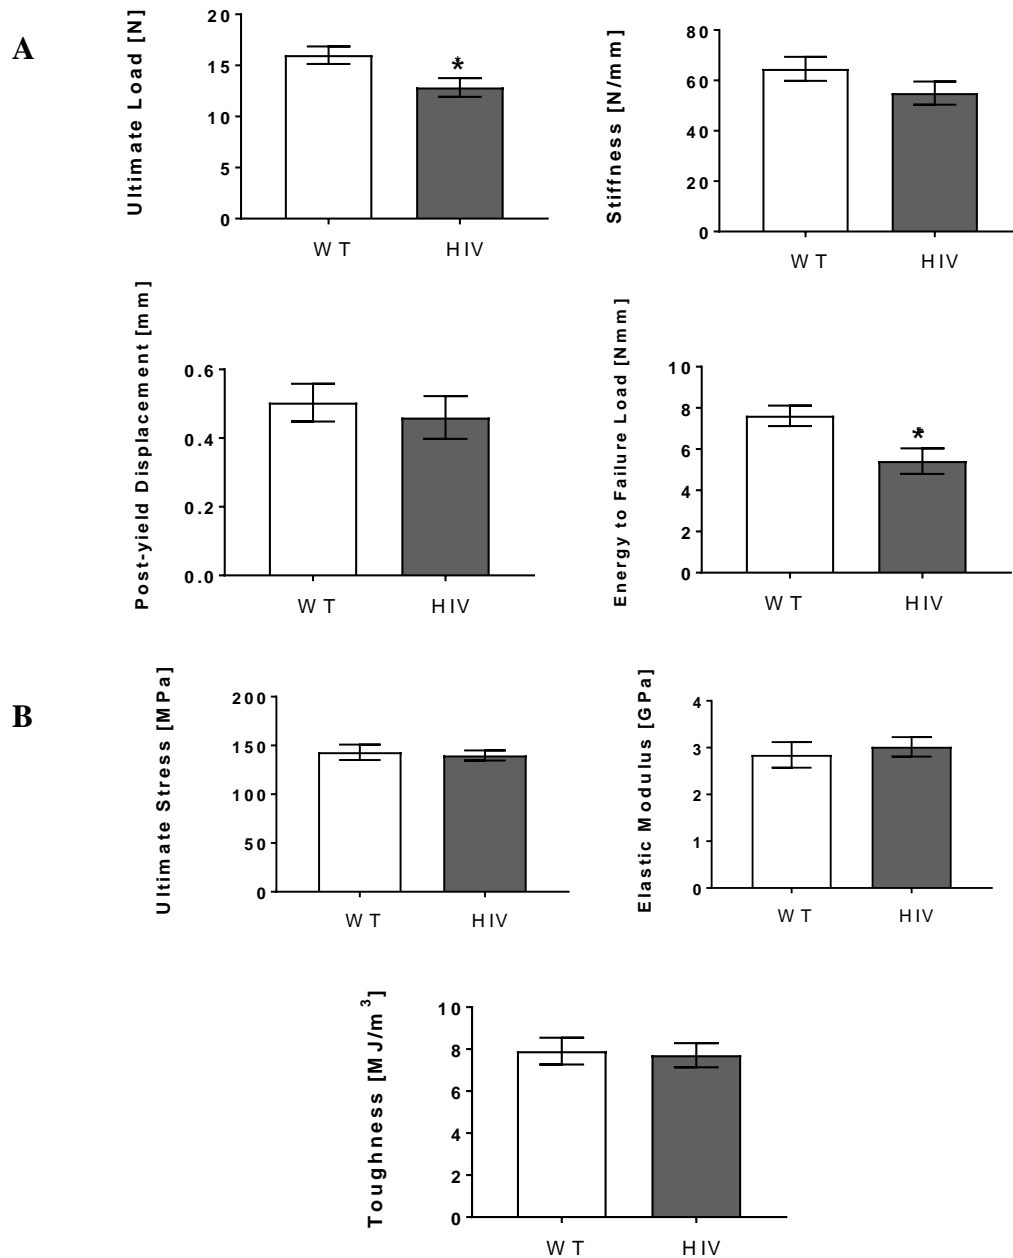 A
Ultimate Load [N]
20
15
10
5
0
*
WT
HIV
Stiffness [N/mm]
80
60
40
20
0
WT
HIV
Post-yield Displacement [mm]
0.6
0.4
0.2
0.0
WT
HIV
Energy to Failure Load [Nmm]
10
8
6
4
2
0
*
WT
HIV
B
Ultimate Stress [MPa]
200
150
100
50
0
WT
HIV
Elastic Modulus [GPa]
4
3
2
1
0
WT
HIV
Toughness [MJ/m³]
10
8
6
4
2
0
WT
HIV